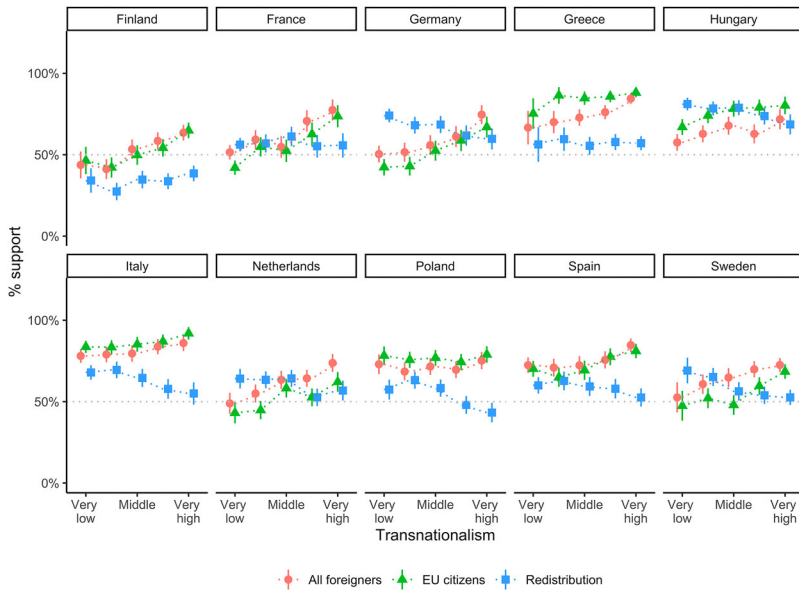 Finland
France
Germany
Greece
Hungary
100%
50%
0%
% support
Italy
Netherlands
Poland
Spain
Sweden
100%
50%
0%
Very low Middle Very high
Very low Middle Very high
Very low Middle Very high
Very low Middle Very high
Very low Middle Very high
Transnationalism
All foreigners EU citizens Redistribution